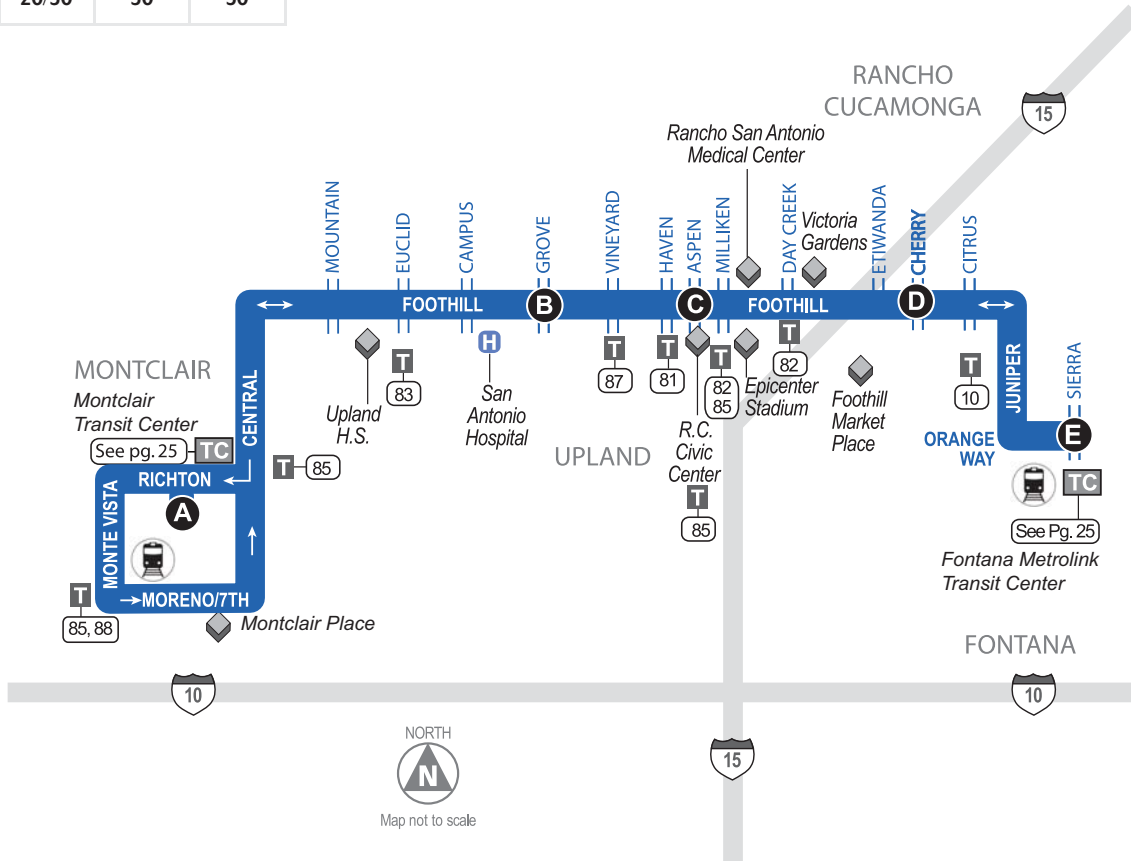 20/30 30 30
RANCHO
CUCAMONGA
15
Rancho San Antonio
Medical Center
MOUNTAIN
EUCLID
CAMPUS
GROVE
VINEYARD
HAVEN
ASPEN
MILLIKEN
DAY CREEK
Victoria
Gardens
ETIWANDA
CHERRY
CITRUS
FOOTHILL
B
C
FOOTHILL
D
MONTCLAIR
Montclair
Transit Center
See pg. 25
TC
CENTRAL
Upland
H.S.
T
83
H
San
Antonio
Hospital
T
87
T
81
T
82
85
Epicenter
Stadium
T
82
Foothill
Market
Place
T
10
JUNIPER
SIERRA
ORANGE
WAY
E
UPLAND
R.C.
Civic
Center
T
85
T
85
RICHTON
A
MONTE VISTA
MORENO/7TH
T
85, 88
Montclair Place
TC
See Pg. 25
Fontana Metrolink
Transit Center
FONTANA
10
10
15
NORTH
N
Map not to scale